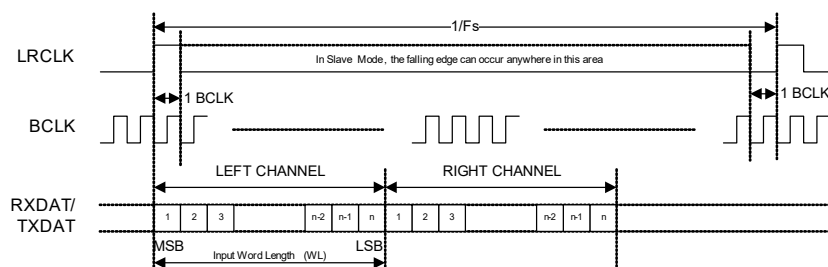 1/Fs
LRCLK
In Slave Mode, the falling edge can occur anywhere in this area
1 BCLK
1 BCLK
BCLK
LEFT CHANNEL
RIGHT CHANNEL
RXDAT/
TXDAT
1 2 3 n-2 n-1 n 1 2 3 n-2 n-1 n
MSB
LSB
Input Word Length (WL)